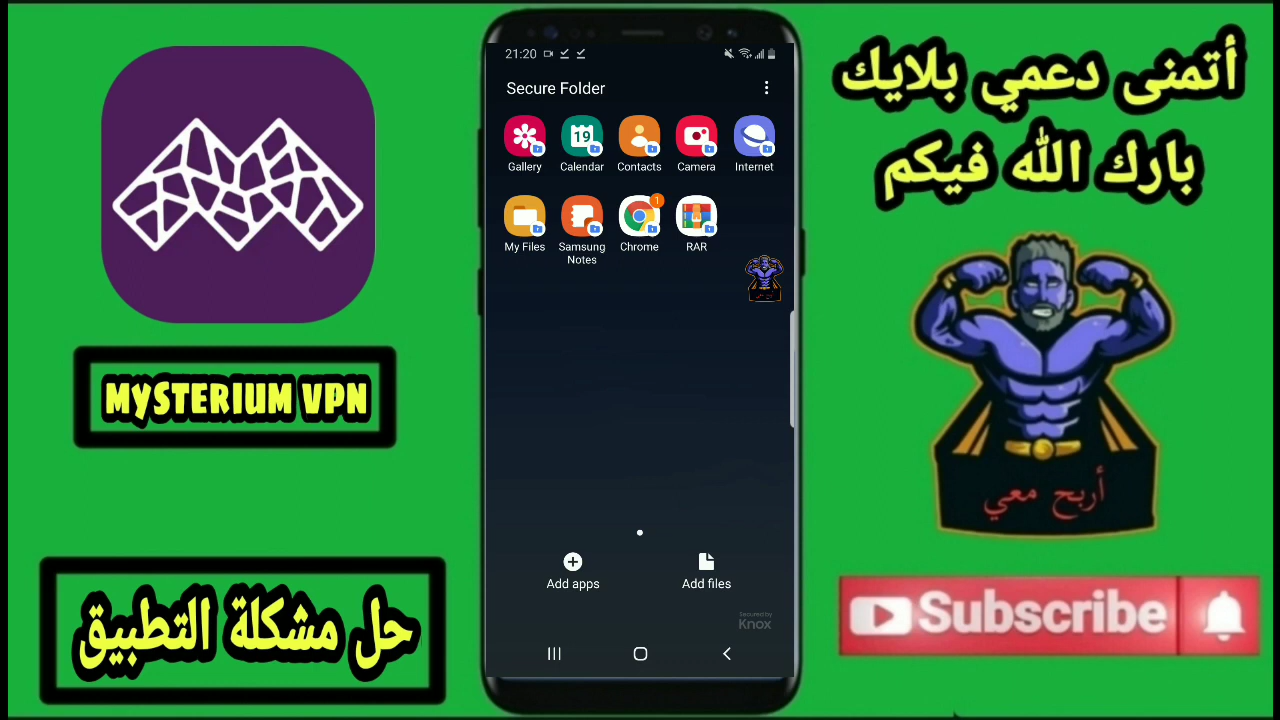 MYSTERIUM VPN
حل مشكلة التطبيق
21:20
Secure Folder
Gallery
19
Calendar
Contacts
Camera
Internet
My Files
Samsung
Notes
1
Chrome
RAR
Add apps
Add files
Secured by
Knox
أتمنى دعمي بلايك
بارك الله فيكم
أربح معي
Subscribe